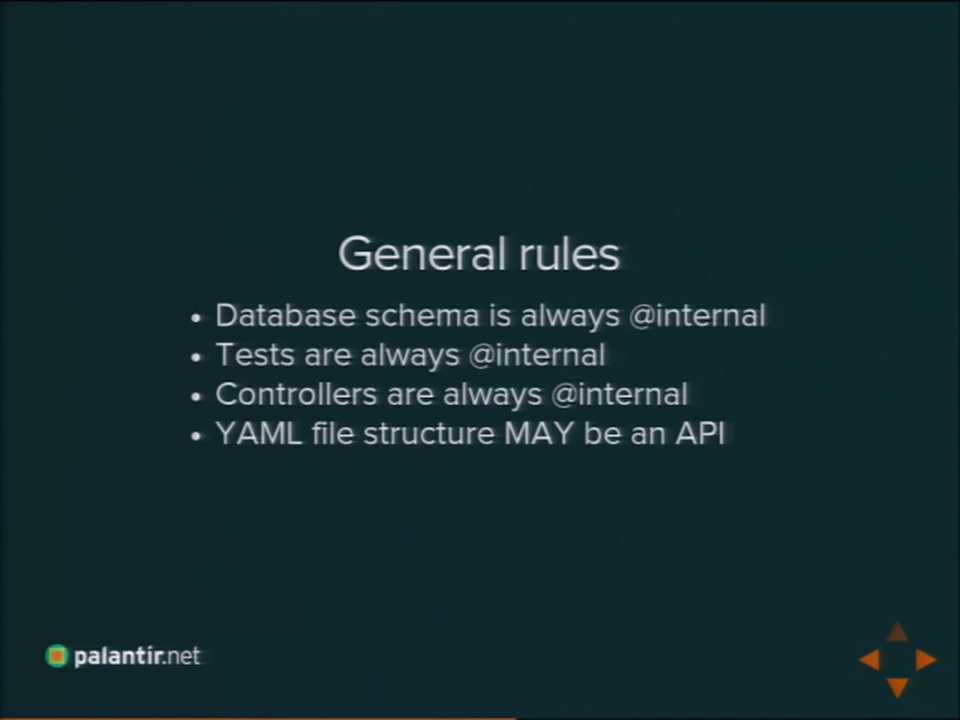 General rules
• Database schema is always @internal
• Tests are always @internal
• Controllers are always @internal
• YAML file structure MAY be an API
palantir.net